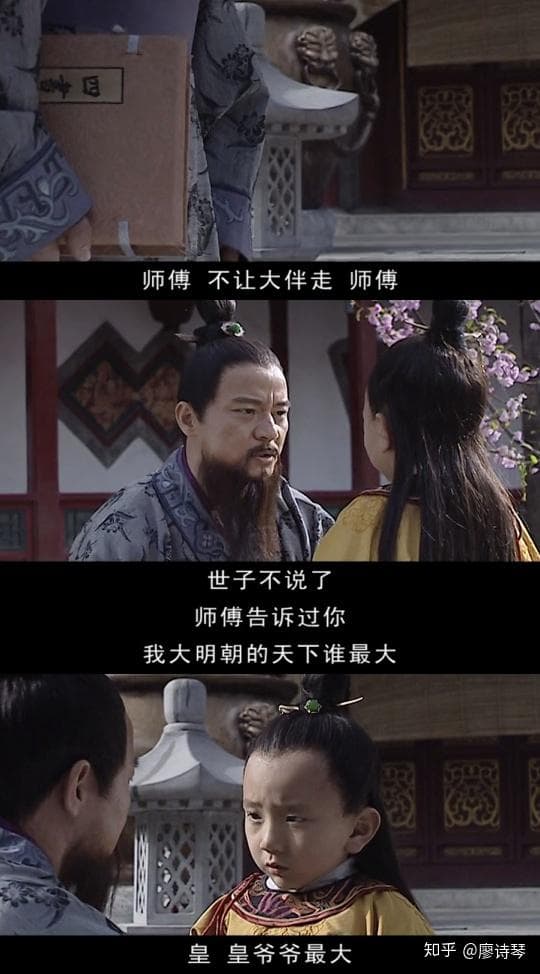 四書
师傅 不让大伴走 师傅
世子不说了
师傅告诉过你
我大明朝的天下谁最大
皇 皇爷爷最大
知乎 @廖诗琴